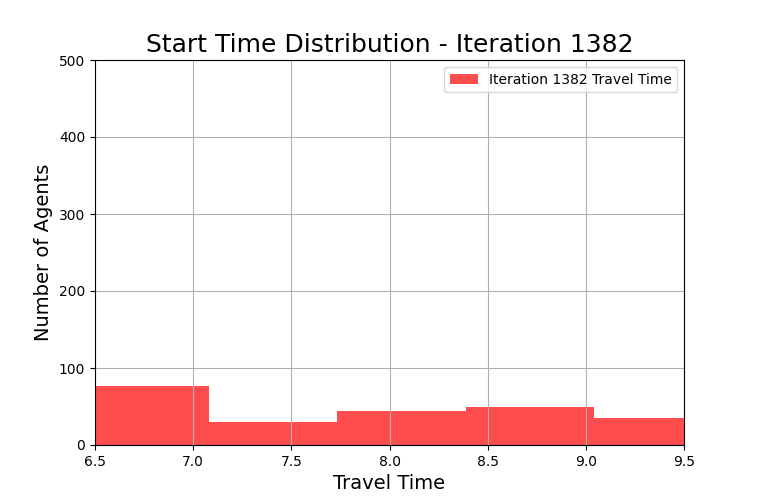 Start Time Distribution - Iteration 1382
500
400
300
200
100
0
Number of Agents
Iteration 1382 Travel Time
6.5 7.0 7.5 8.0 8.5 9.0 9.5
Travel Time